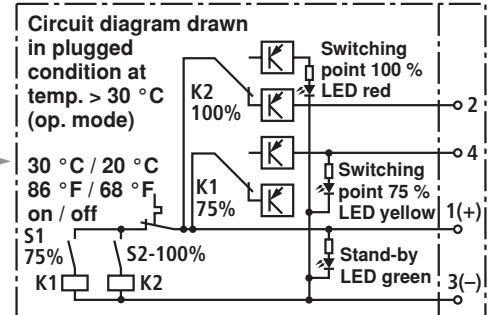 Circuit diagram drawn
in plugged
condition at
temp. > 30 °C
(op. mode)
Switching
point 100 %
LED red
K2
100%
2
4
30 °C / 20 °C
86 °F / 68 °F
on / off
K1
75%
Switching
point 75 %
LED yellow
1(+)
S1
75%
S2-100%
Stand-by
LED green
K1
K2
3(–)